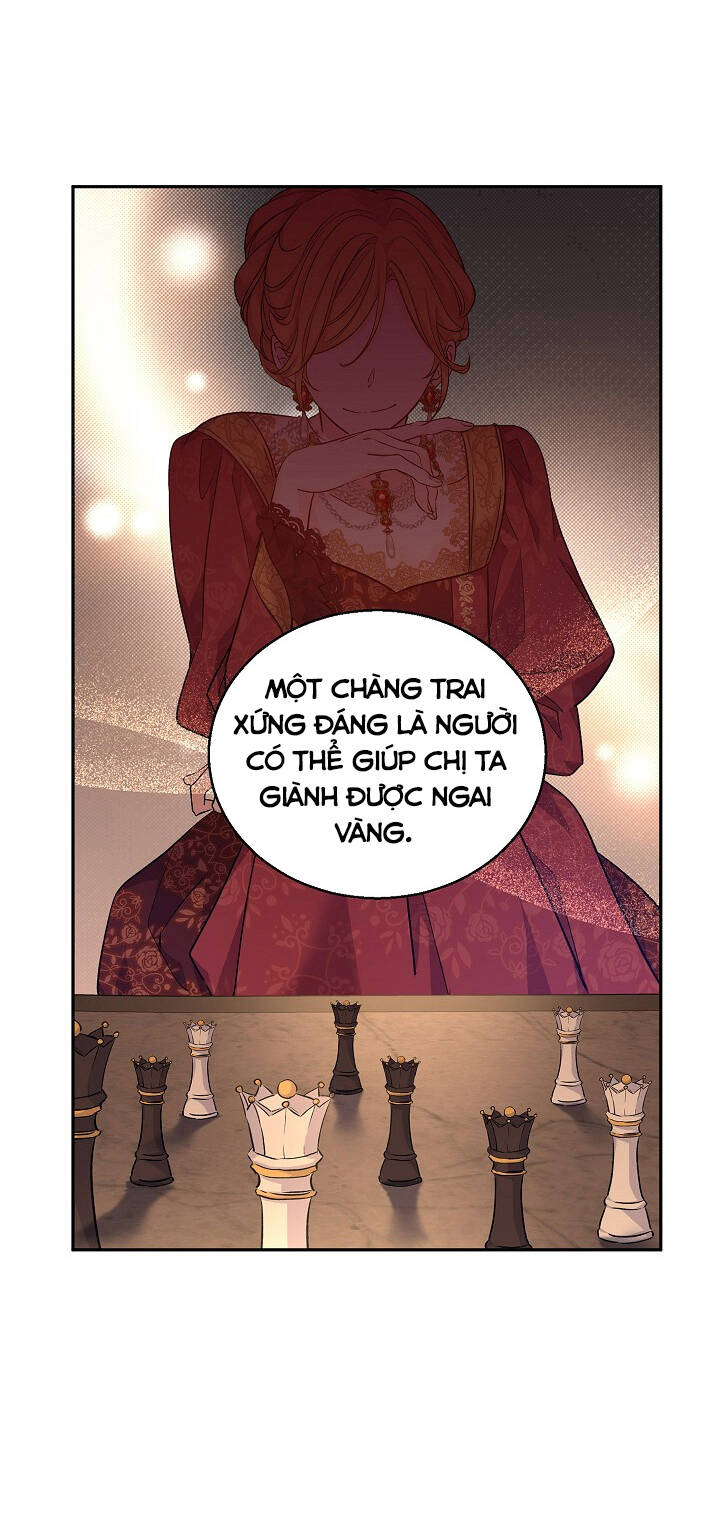 MỘT CHÀNG TRAI
XỨNG ĐÁNG LÀ NGƯỜI
CÓ THỂ GIÚP CHỊ TA
GIÀNH ĐƯỢC NGAI
VÀNG.